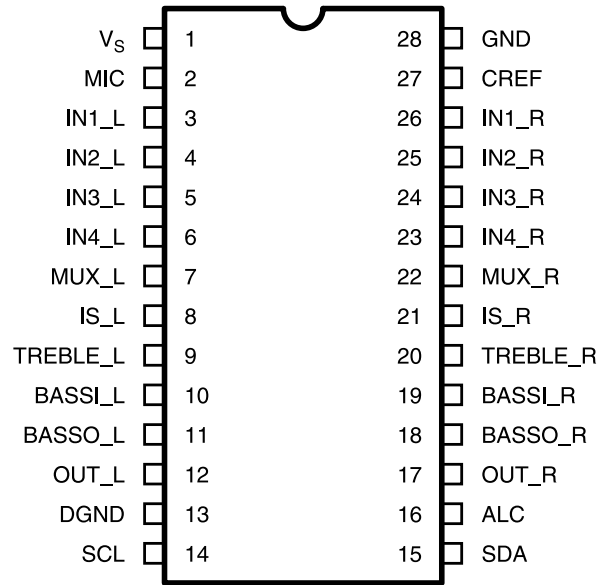 VS 1 28 GND
MIC 2 27 CREF
IN1_L 3 26 IN1_R
IN2_L 4 25 IN2_R
IN3_L 5 24 IN3_R
IN4_L 6 23 IN4_R
MUX_L 7 22 MUX_R
IS_L 8 21 IS_R
TREBLE_L 9 20 TREBLE_R
BASSI_L 10 19 BASSI_R
BASSO_L 11 18 BASSO_R
OUT_L 12 17 OUT_R
DGND 13 16 ALC
SCL 14 15 SDA